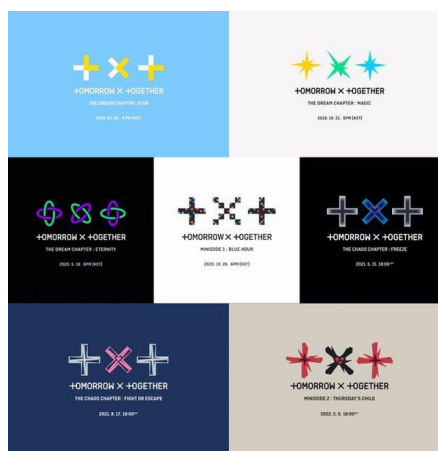 +OMORROW X +OGETHER
THE DREAM CHAPTER : STAR
2019. 03. 04. 6PM [KST]
+OMORROW X +OGETHER
THE DREAM CHAPTER : MAGIC
2019. 10. 21. 6PM [KST]
+OMORROW X +OGETHER
THE DREAM CHAPTER : ETERNITY
2020. 5. 18. 6PM [KST]
+OMORROW X +OGETHER
MINISODE 1 : BLUE HOUR
2020. 10. 26. 6PM [KST]
+OMORROW X +OGETHER
THE CHAOS CHAPTER : FREEZE
2021. 5. 31. 18:00
+OMORROW X +OGETHER
THE CHAOS CHAPTER : FIGHT OR ESCAPE
2021. 8. 17. 18:00
+OMORROW X +OGETHER
MINISODE 2 : THURSDAY'S CHILD
2022. 5. 9. 18:00